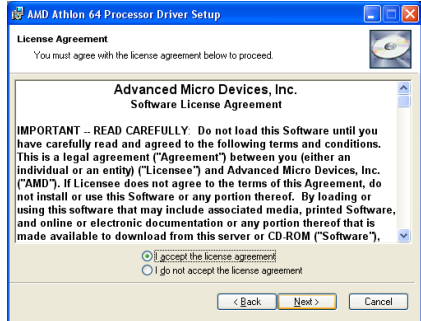 AMD Athlon 64 Processor Driver Setup
License Agreement
You must agree with the license agreement below to proceed.
Advanced Micro Devices, Inc.
Software License Agreement
IMPORTANT -- READ CAREFULLY:  Do not load this Software until you
have carefully read and agreed to the following terms and conditions.
This is a legal agreement ("Agreement") between you (either an
individual or an entity) ("Licensee") and Advanced Micro Devices, Inc.
("AMD"). If Licensee does not agree to the terms of this Agreement, do
not install or use this Software or any portion thereof.  By loading or
using this software that may include associated media, printed Software,
and online or electronic documentation or any portion thereof that is
made available to download from this server or CD-ROM ("Software"),
I accept the license agreement
I do not accept the license agreement
< Back
Next >
Cancel